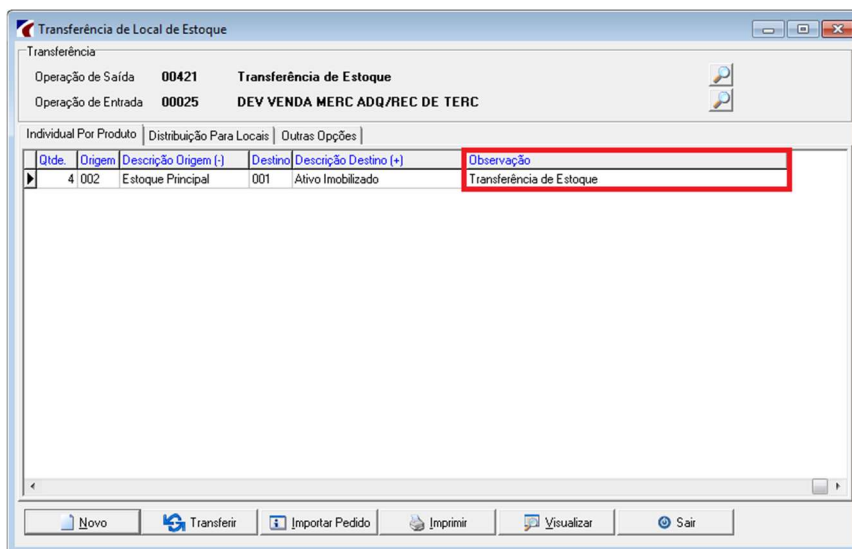 Transferência de Local de Estoque
Transferência
Operação de Saída 00421 Transferência de Estoque
Operação de Entrada 00025 DEV VENDA MERC ADQ/REC DE TERC
Individual Por Produto Distribuição Para Locais Outras Opções
Qtde. Origem Descrição Origem (-) Destino Descrição Destino (+) Observação
4 002 Estoque Principal 001 Ativo Imobilizado Transferência de Estoque
Novo Transferir Importar Pedido Imprimir Visualizar Sair